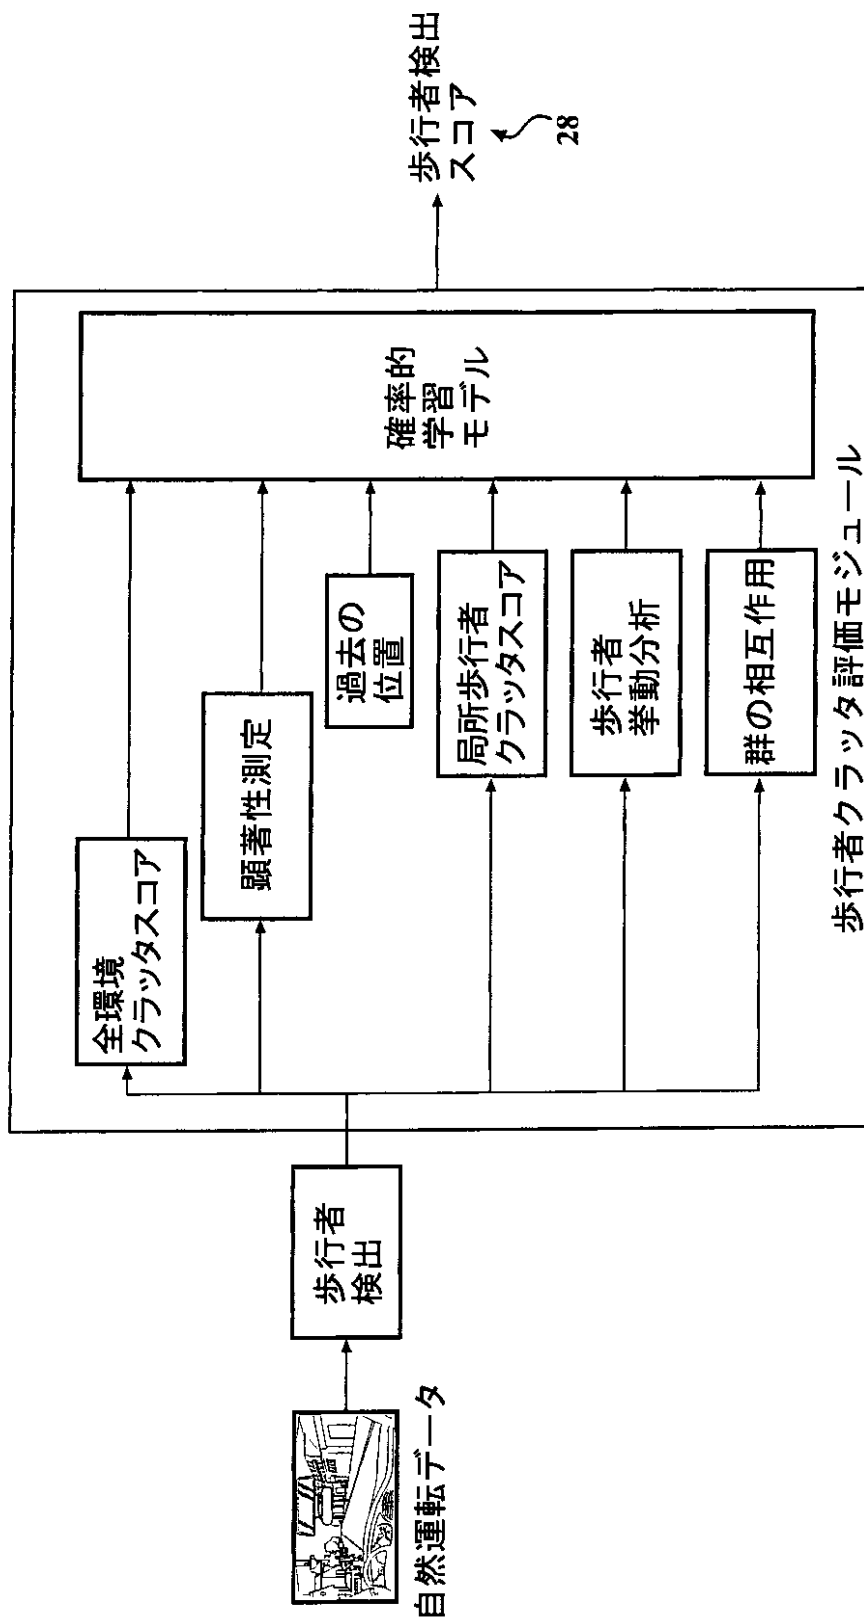 自然運転データ
歩行者
検出
全環境
クラッタスコア
顕著性測定
過去の
位置
局所歩行者
クラッタスコア
歩行者
挙動分析
群の相互作用
確率的
学習
モデル
歩行者クラッタ評価モジュール
歩行者検出
スコア
28